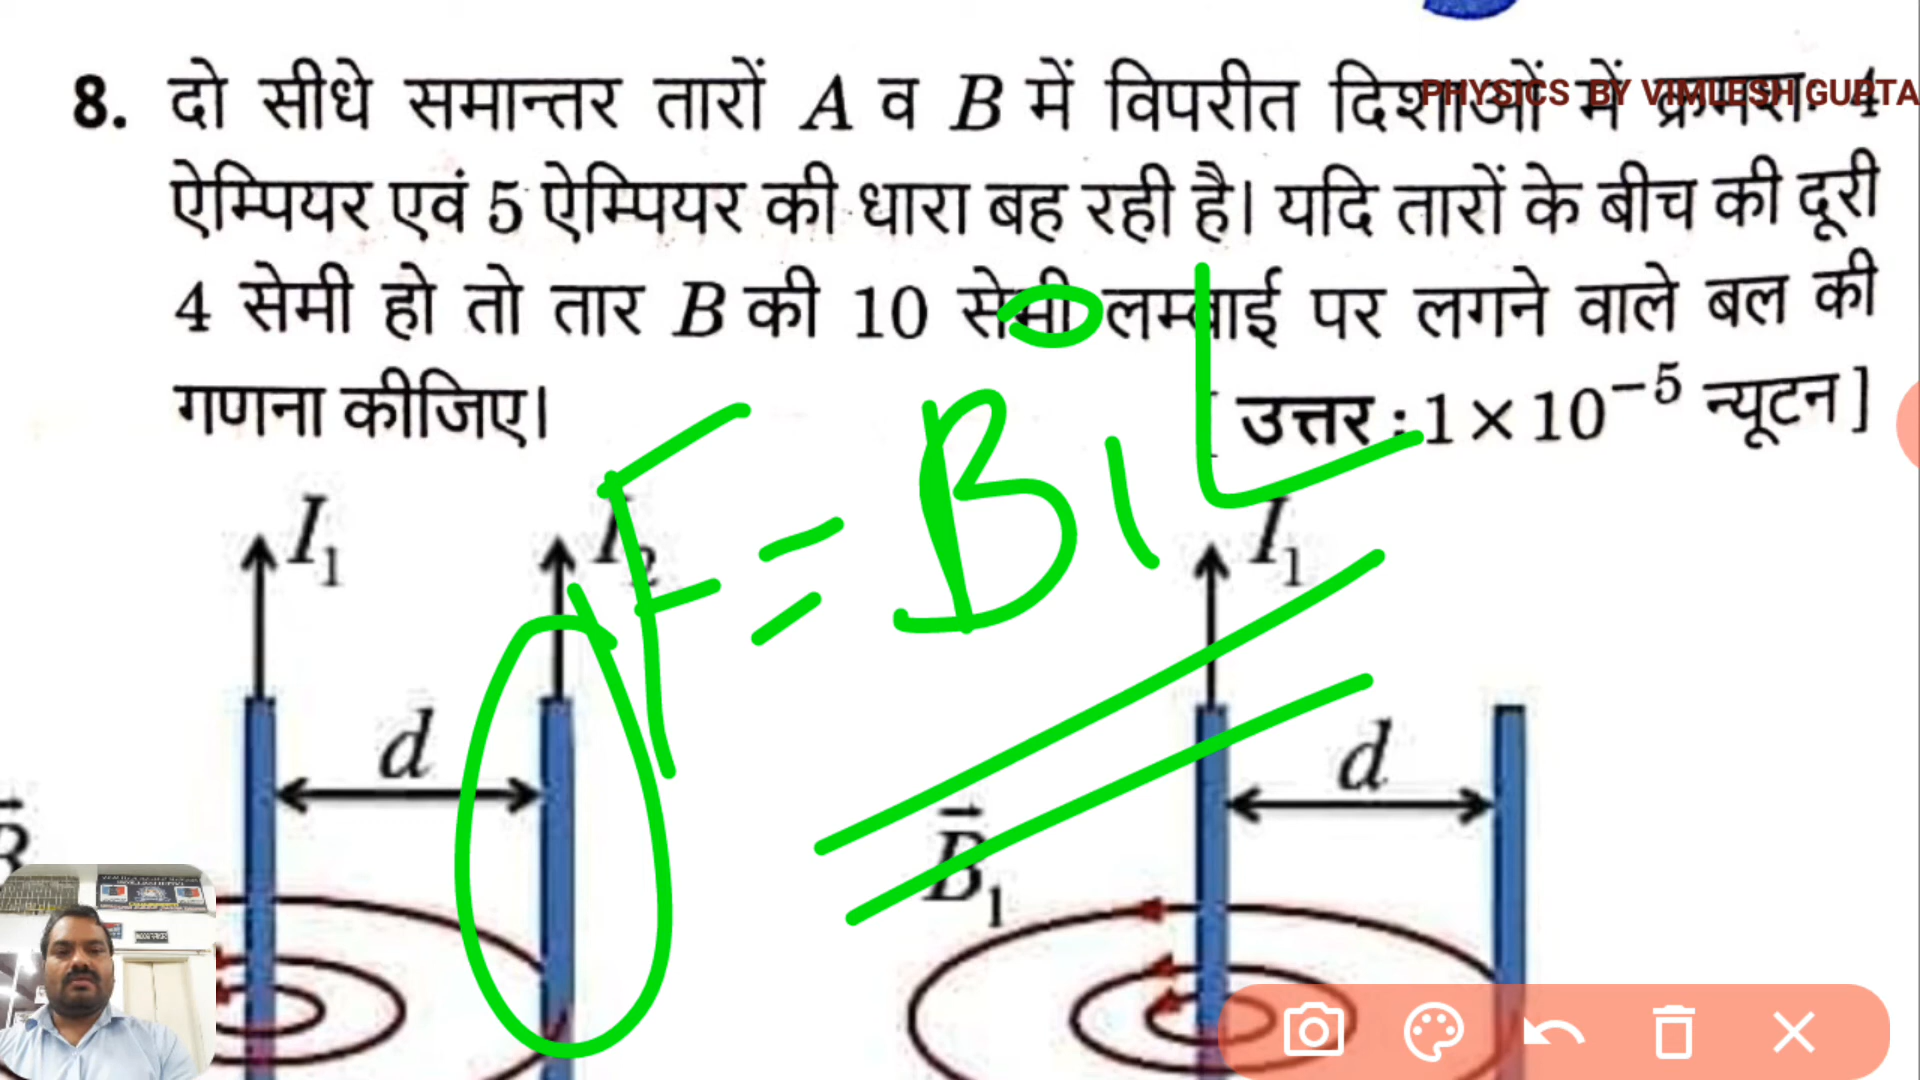 PHYSICS BY VIMLESH GUPTA
8. दो सीधे समान्तर तारों A व B में विपरीत दिशाओं में क्रमशः 4
ऐम्पियर एवं 5 ऐम्पियर की धारा बह रही है। यदि तारों के बीच की दूरी
4 सेमी हो तो तार B की 10 सेमी लम्बाई पर लगने वाले बल की
गणना कीजिए।
[ उत्तर : 1 × 10⁻⁵ न्यूटन ]
F = BiL
I₁ I₂ I₁
d d
B⃗₁